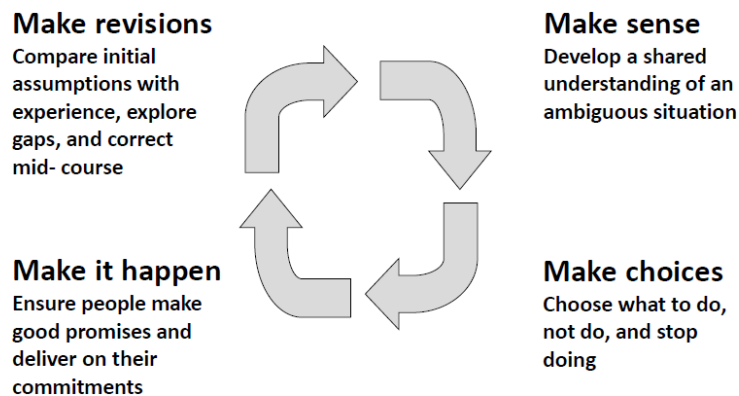 Make revisions
Compare initial
assumptions with
experience, explore
gaps, and correct
mid- course
Make sense
Develop a shared
understanding of an
ambiguous situation
Make it happen
Ensure people make
good promises and
deliver on their
commitments
Make choices
Choose what to do,
not do, and stop
doing